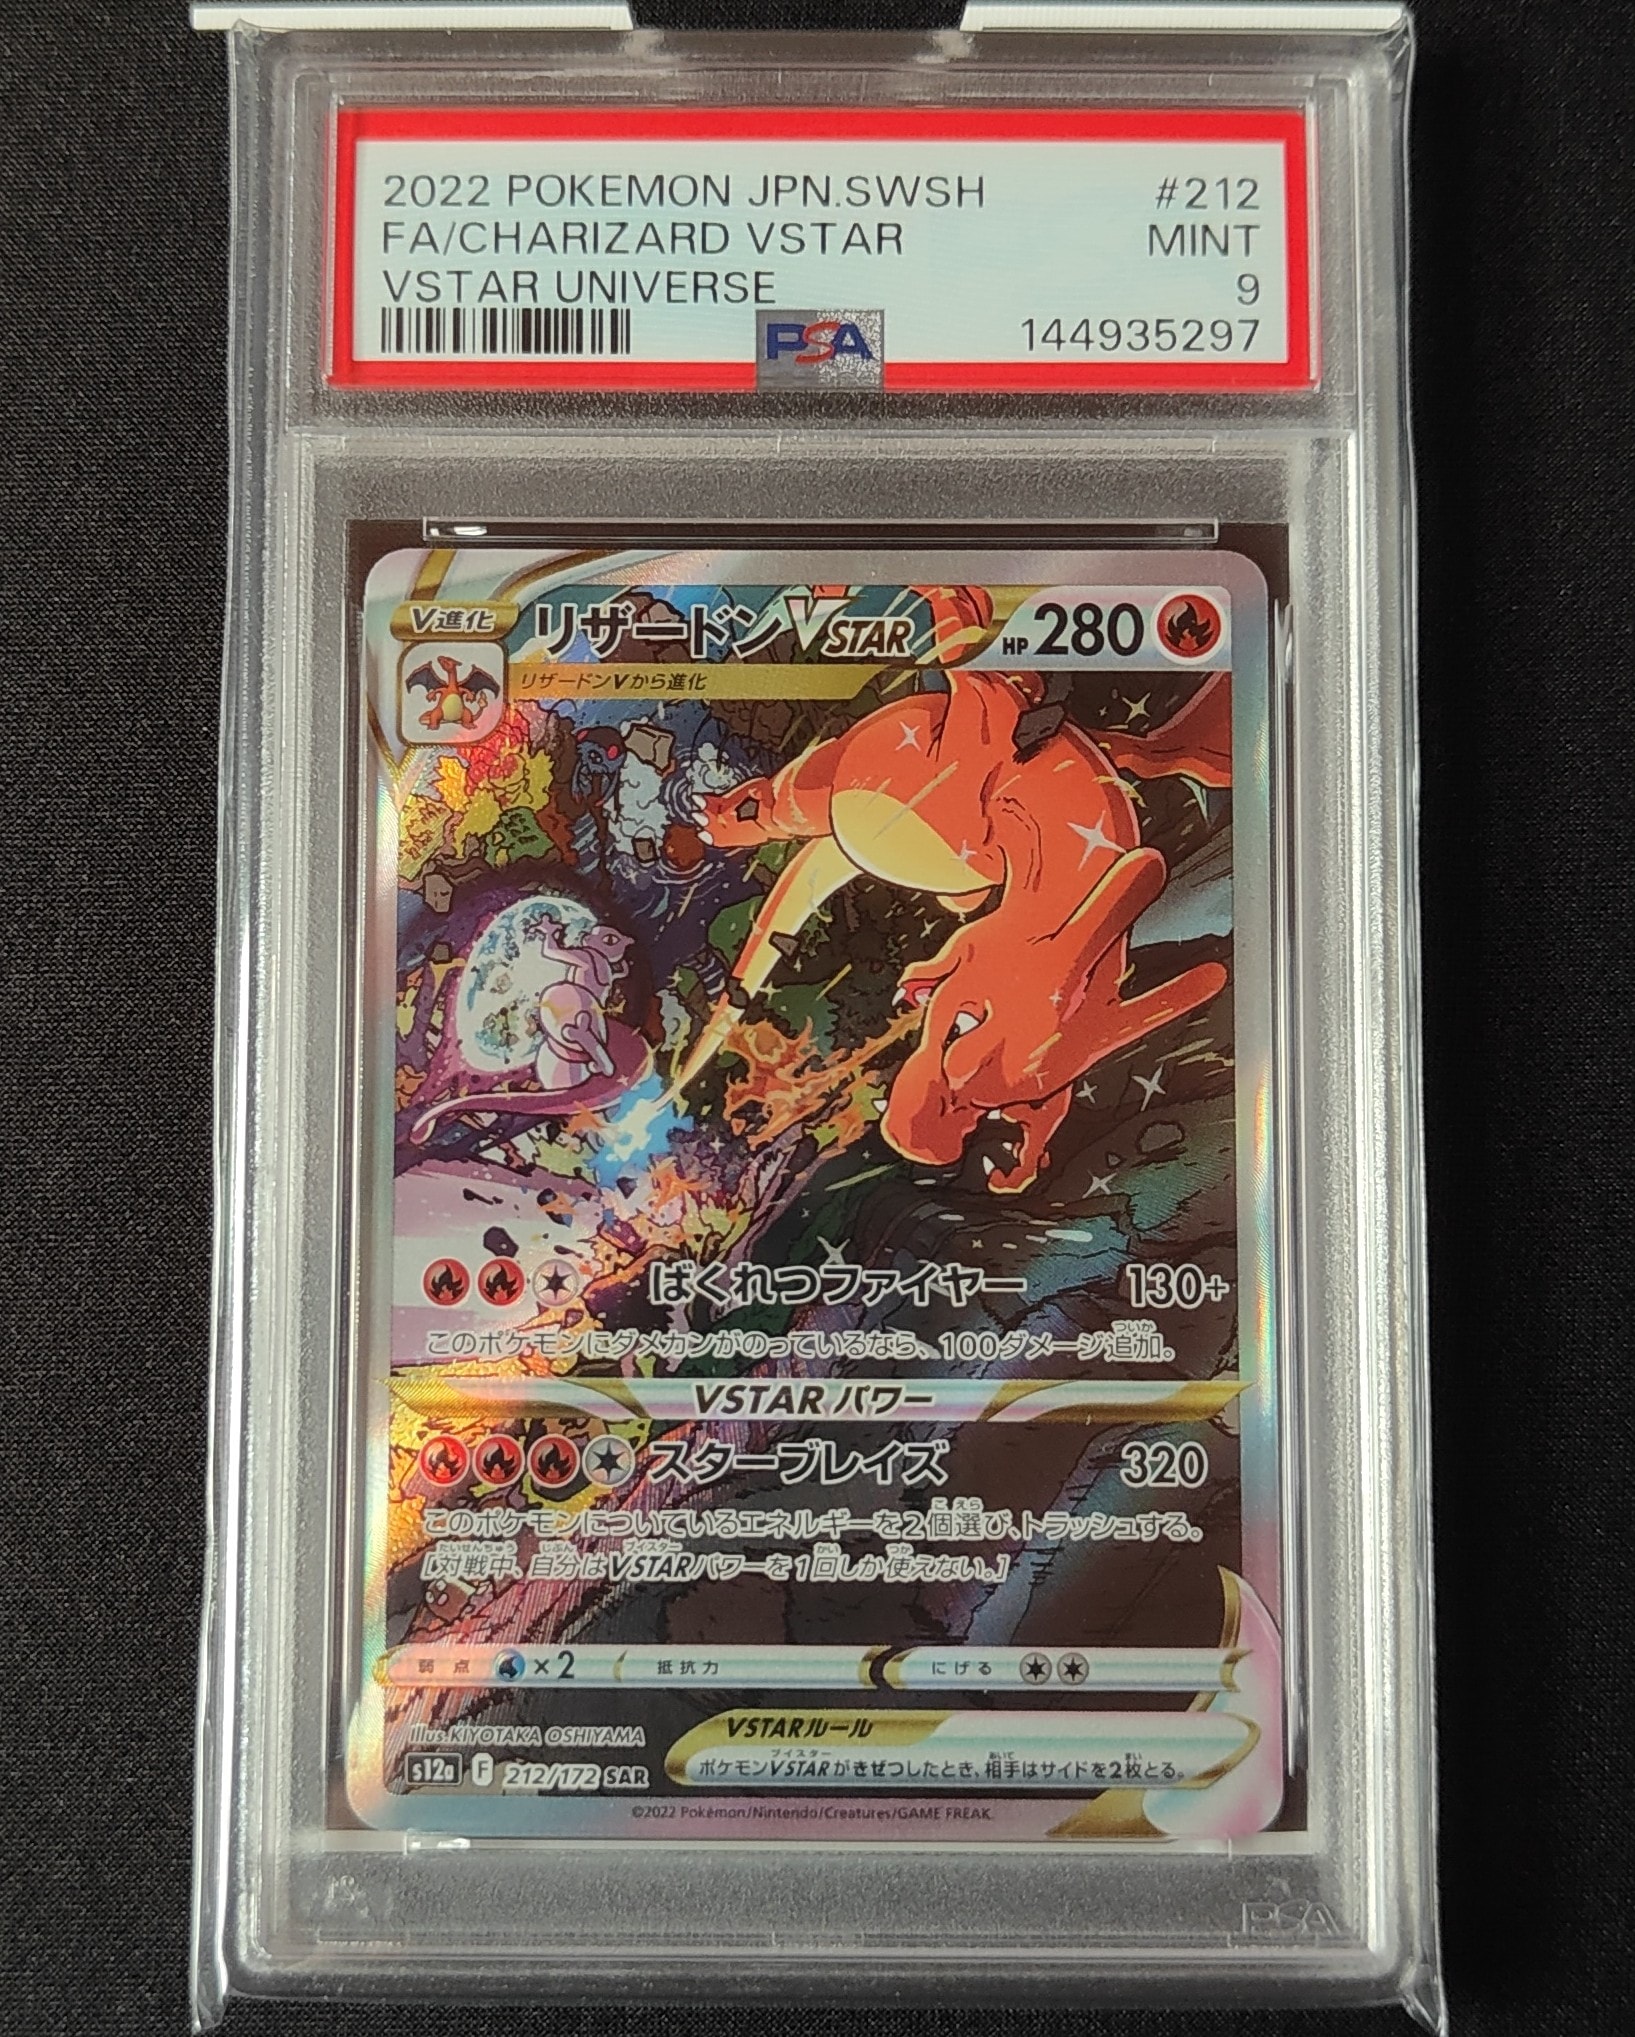 2022 POKEMON JPN.SWSH #212
FA/CHARIZARD VSTAR MINT
VSTAR UNIVERSE 9
PSA 144935297
V進化 リザードンVSTAR HP 280
リザードンVから進化
ばくれつファイヤー 130+
このポケモンにダメカンがのっているなら、100ダメージ追加。
VSTARパワー
スターブレイズ 320
このポケモンについているエネルギーを2個選び、トラッシュする。
[対戦中、自分はVSTARパワーを1回しか使えない。]
弱点 ×2 抵抗力 にげる
Illus. KIYOTAKA OSHIYAMA
VSTARルール
ポケモンVSTARがきぜつしたとき、相手はサイドを2枚とる。
s12a F 212/172 SAR
©2022 Pokémon/Nintendo/Creatures/GAME FREAK.
PSA